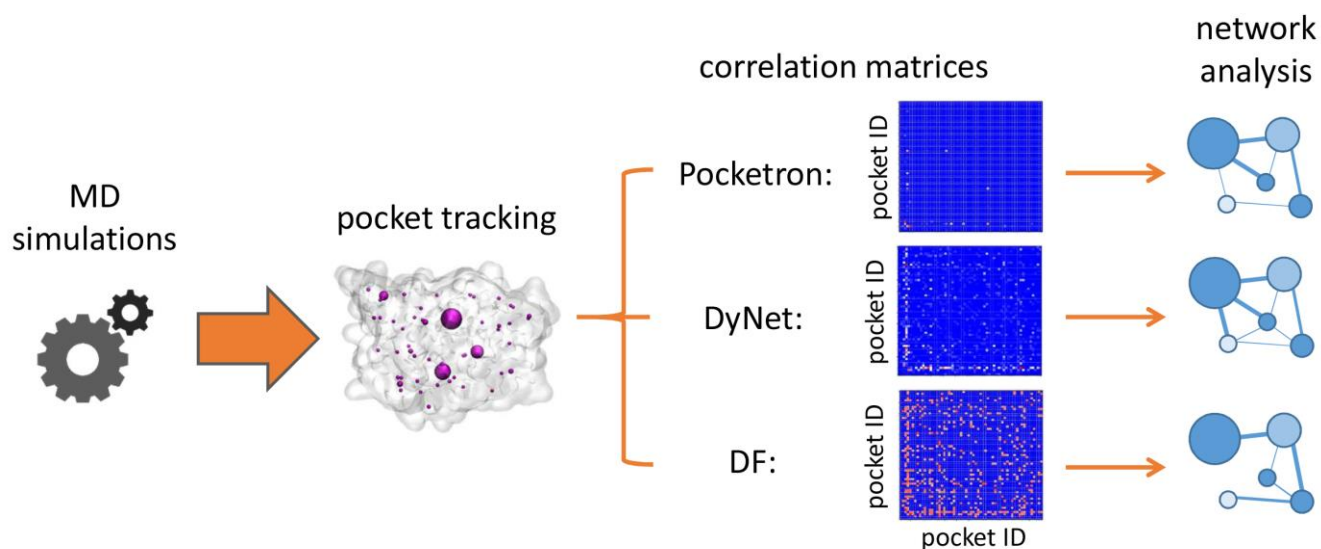 MD
simulations
pocket tracking
correlation matrices
Pocketron:
pocket ID
DyNet:
pocket ID
DF:
pocket ID
pocket ID
network
analysis